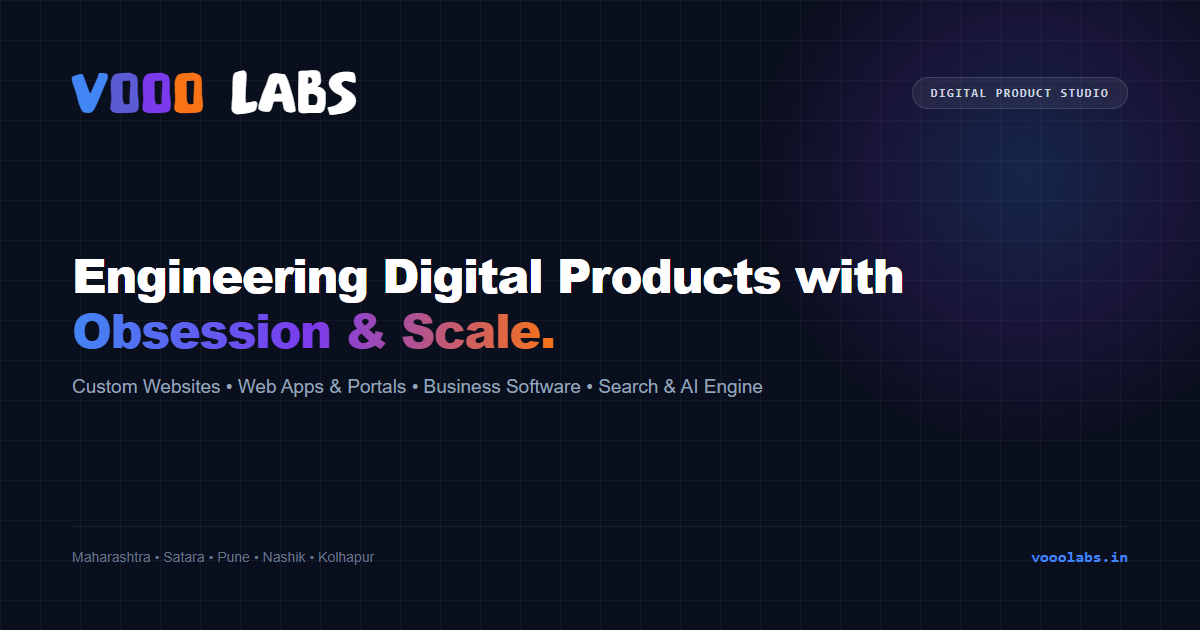 VOOO LABS
DIGITAL PRODUCT STUDIO
Engineering Digital Products with
Obsession & Scale.
Custom Websites • Web Apps & Portals • Business Software • Search & AI Engine
Maharashtra • Satara • Pune • Nashik • Kolhapur
vooolabs.in